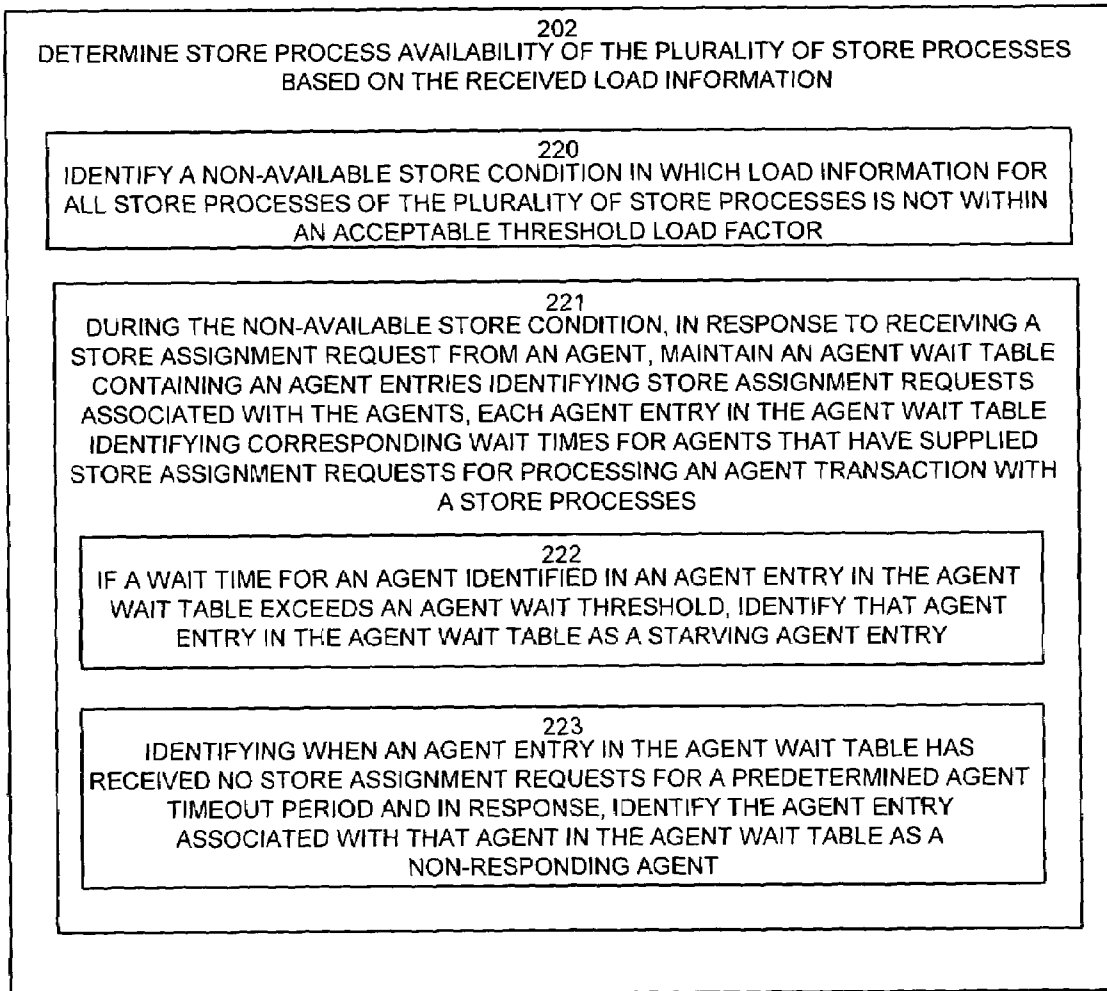 202
DETERMINE STORE PROCESS AVAILABILITY OF THE PLURALITY OF STORE PROCESSES
BASED ON THE RECEIVED LOAD INFORMATION
220
IDENTIFY A NON-AVAILABLE STORE CONDITION IN WHICH LOAD INFORMATION FOR
ALL STORE PROCESSES OF THE PLURALITY OF STORE PROCESSES IS NOT WITHIN
AN ACCEPTABLE THRESHOLD LOAD FACTOR
221
DURING THE NON-AVAILABLE STORE CONDITION, IN RESPONSE TO RECEIVING A
STORE ASSIGNMENT REQUEST FROM AN AGENT, MAINTAIN AN AGENT WAIT TABLE
CONTAINING AN AGENT ENTRIES IDENTIFYING STORE ASSIGNMENT REQUESTS
ASSOCIATED WITH THE AGENTS, EACH AGENT ENTRY IN THE AGENT WAIT TABLE
IDENTIFYING CORRESPONDING WAIT TIMES FOR AGENTS THAT HAVE SUPPLIED
STORE ASSIGNMENT REQUESTS FOR PROCESSING AN AGENT TRANSACTION WITH
A STORE PROCESSES
222
IF A WAIT TIME FOR AN AGENT IDENTIFIED IN AN AGENT ENTRY IN THE AGENT
WAIT TABLE EXCEEDS AN AGENT WAIT THRESHOLD, IDENTIFY THAT AGENT
ENTRY IN THE AGENT WAIT TABLE AS A STARVING AGENT ENTRY
223
IDENTIFYING WHEN AN AGENT ENTRY IN THE AGENT WAIT TABLE HAS
RECEIVED NO STORE ASSIGNMENT REQUESTS FOR A PREDETERMINED AGENT
TIMEOUT PERIOD AND IN RESPONSE, IDENTIFY THE AGENT ENTRY
ASSOCIATED WITH THAT AGENT IN THE AGENT WAIT TABLE AS A
NON-RESPONDING AGENT